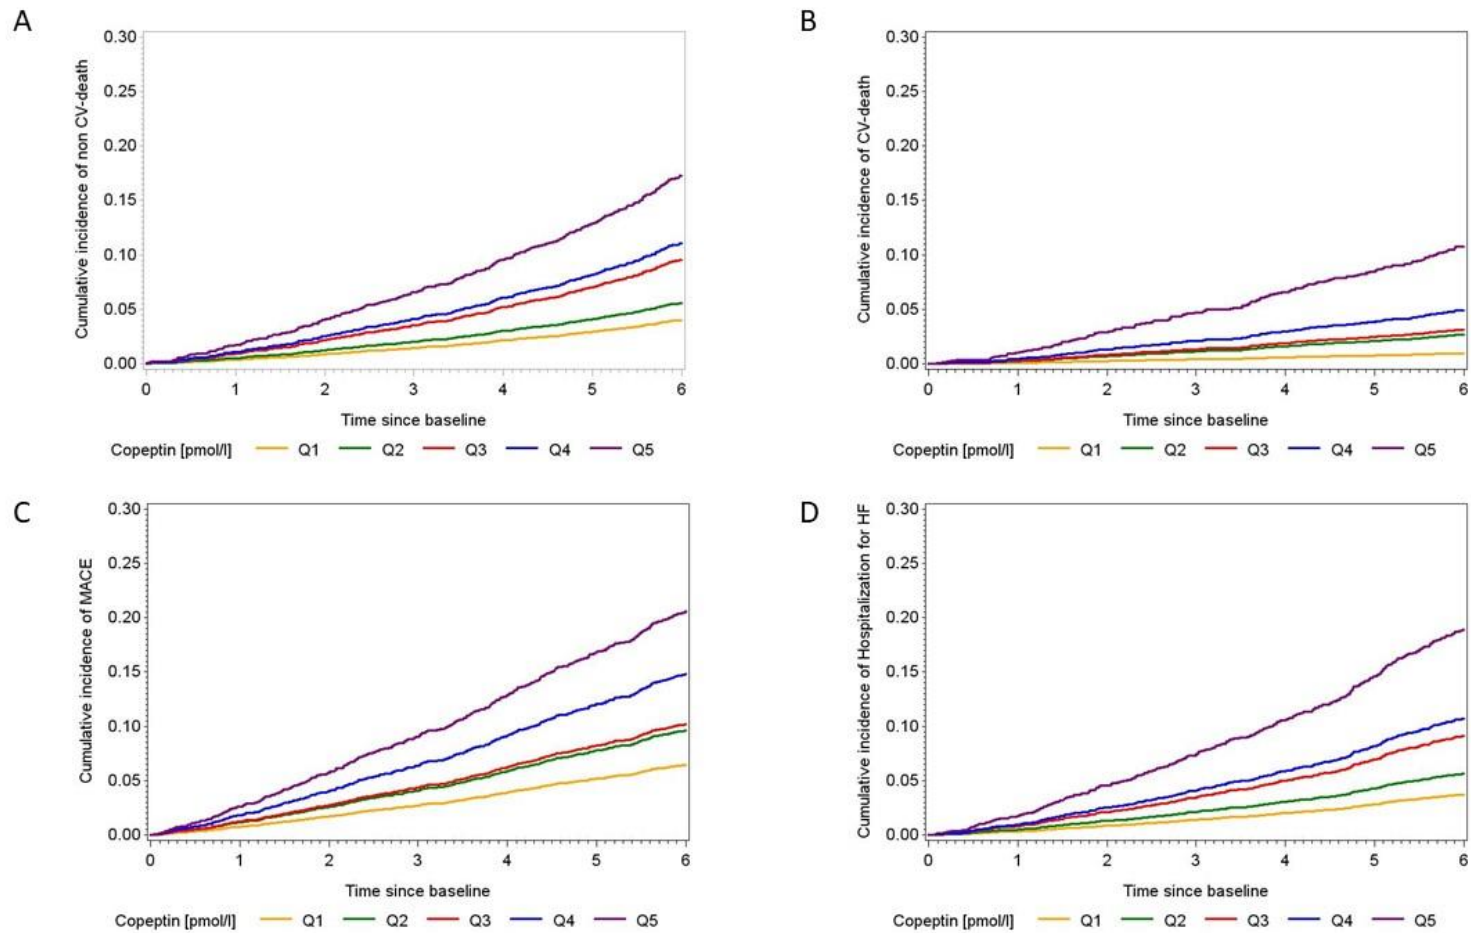 A
Cumulative incidence of non CV-death
0.30
0.25
0.20
0.15
0.10
0.05
0.00
0 1 2 3 4 5 6
Time since baseline
Copeptin [pmol/l] Q1 Q2 Q3 Q4 Q5
B
Cumulative incidence of CV-death
0.30
0.25
0.20
0.15
0.10
0.05
0.00
0 1 2 3 4 5 6
Time since baseline
Copeptin [pmol/l] Q1 Q2 Q3 Q4 Q5
C
Cumulative incidence of MACE
0.30
0.25
0.20
0.15
0.10
0.05
0.00
0 1 2 3 4 5 6
Time since baseline
Copeptin [pmol/l] Q1 Q2 Q3 Q4 Q5
D
Cumulative incidence of Hospitalization for HF
0.30
0.25
0.20
0.15
0.10
0.05
0.00
0 1 2 3 4 5 6
Time since baseline
Copeptin [pmol/l] Q1 Q2 Q3 Q4 Q5